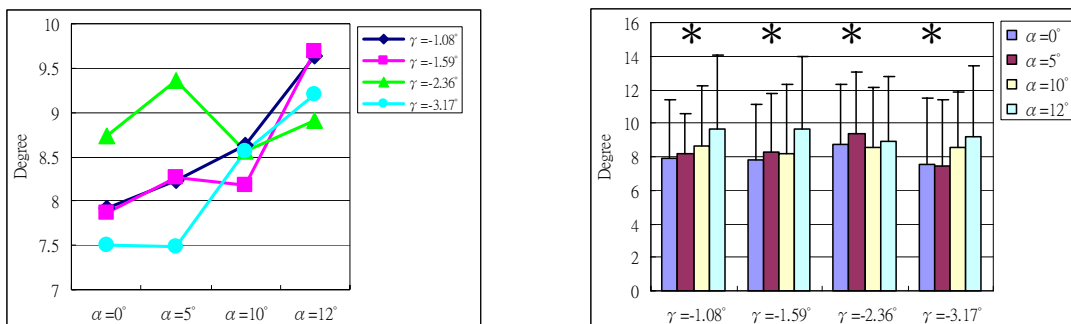 10
9.5
9
8.5
8
7.5
7
Degree
α=0° α=5° α=10° α=12°
γ=-1.08°
γ=-1.59°
γ=-2.36°
γ=-3.17°
16
14
12
10
8
6
4
2
0
Degree
* * * *
γ=-1.08° γ=-1.59° γ=-2.36° γ=-3.17°
α=0°
α=5°
α=10°
α=12°